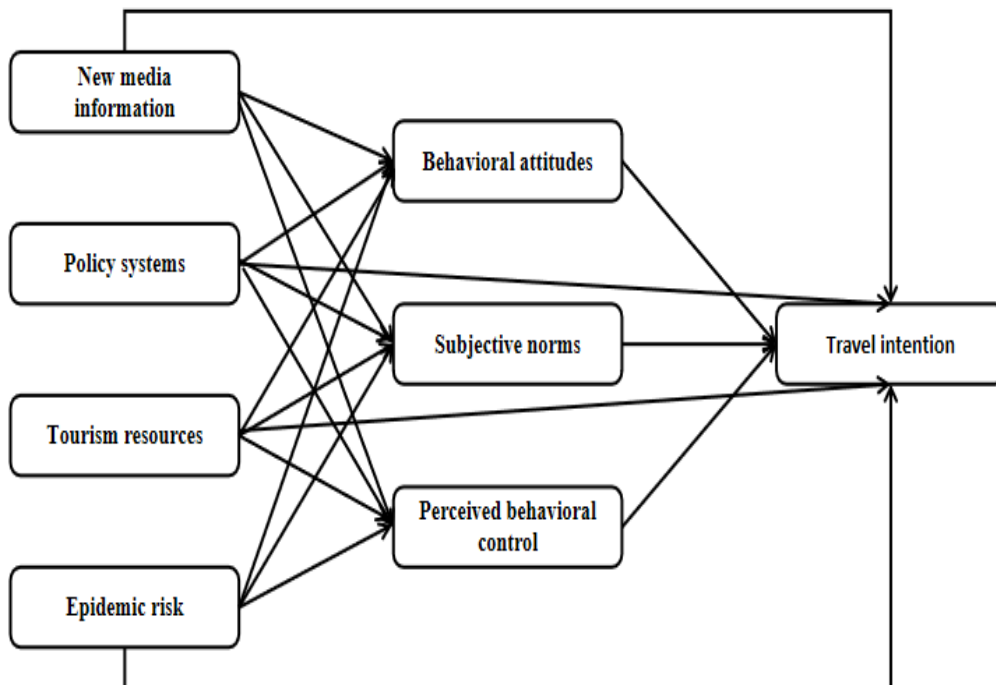 New media
information
Policy systems
Tourism resources
Epidemic risk
Behavioral attitudes
Subjective norms
Perceived behavioral
control
Travel intention